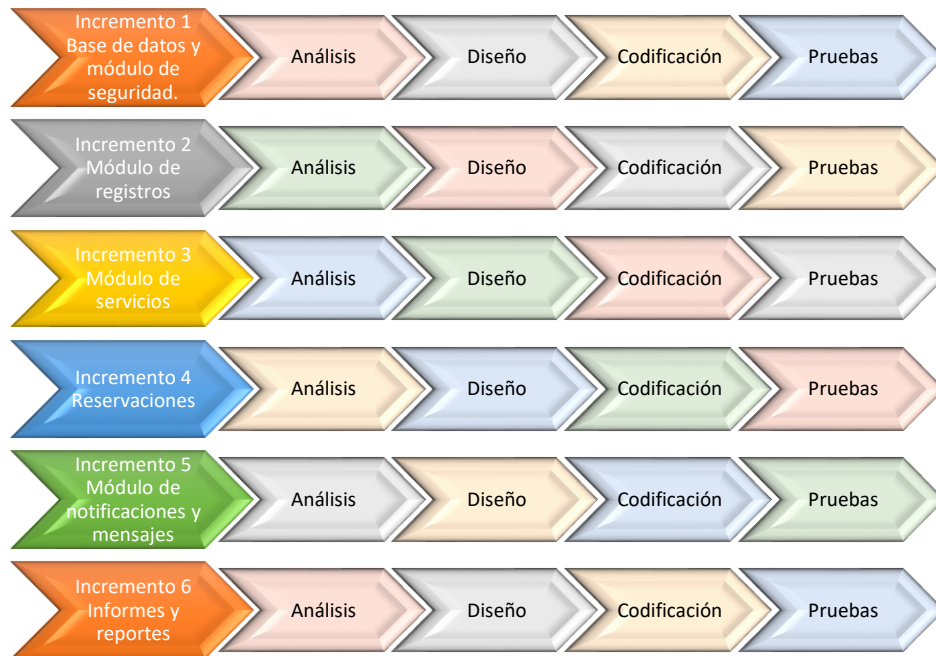 Incremento 1
Base de datos y
módulo de
seguridad.
Análisis
Diseño
Codificación
Pruebas
Incremento 2
Módulo de
registros
Análisis
Diseño
Codificación
Pruebas
Incremento 3
Módulo de
servicios
Análisis
Diseño
Codificación
Pruebas
Incremento 4
Reservaciones
Análisis
Diseño
Codificación
Pruebas
Incremento 5
Módulo de
notificaciones y
mensajes
Análisis
Diseño
Codificación
Pruebas
Incremento 6
Informes y
reportes
Análisis
Diseño
Codificación
Pruebas